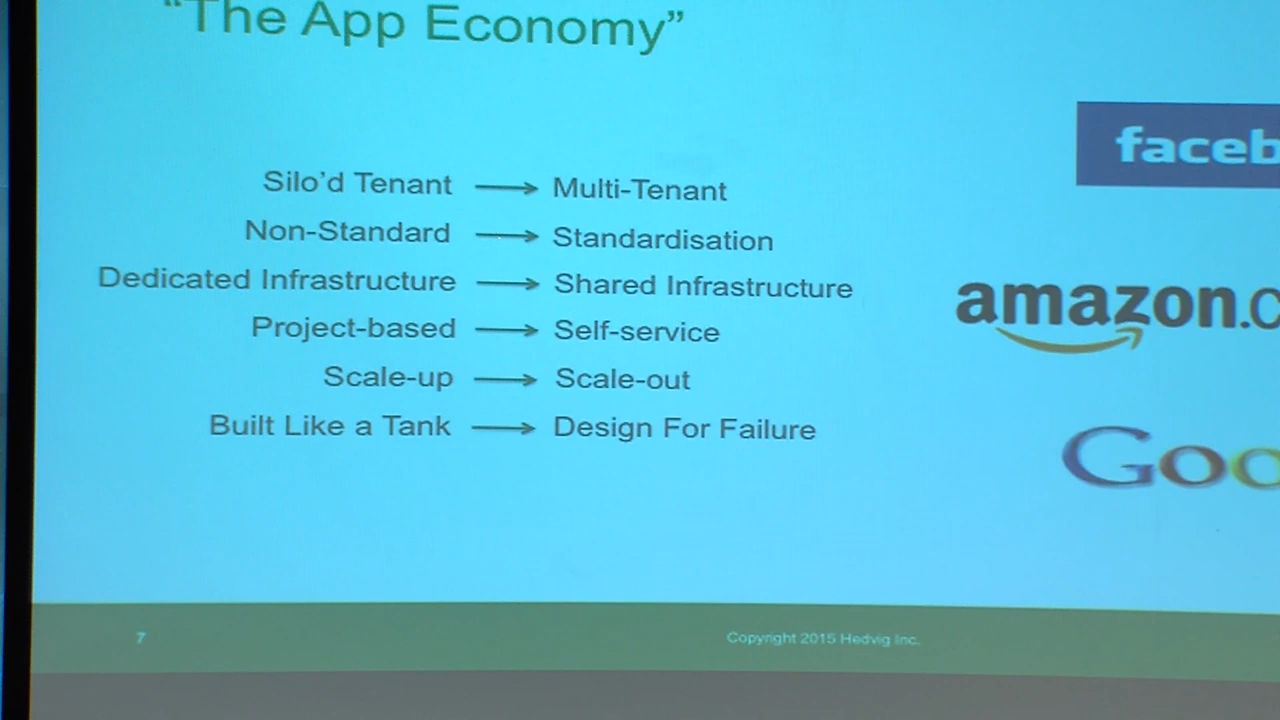 “The App Economy”
faceb
Silo’d Tenant → Multi-Tenant
Non-Standard → Standardisation
Dedicated Infrastructure → Shared Infrastructure
amazon.c
Project-based → Self-service
Scale-up → Scale-out
Built Like a Tank → Design For Failure
Goo
7
Copyright 2015 Hedvig Inc.